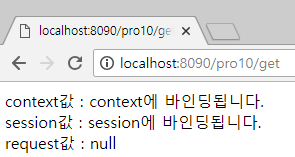 localhost:8090/pro10/get
localhost:8090/pro10/get
context값 : context에 바인딩됩니다.
session값 : session에 바인딩됩니다.
request값 : null